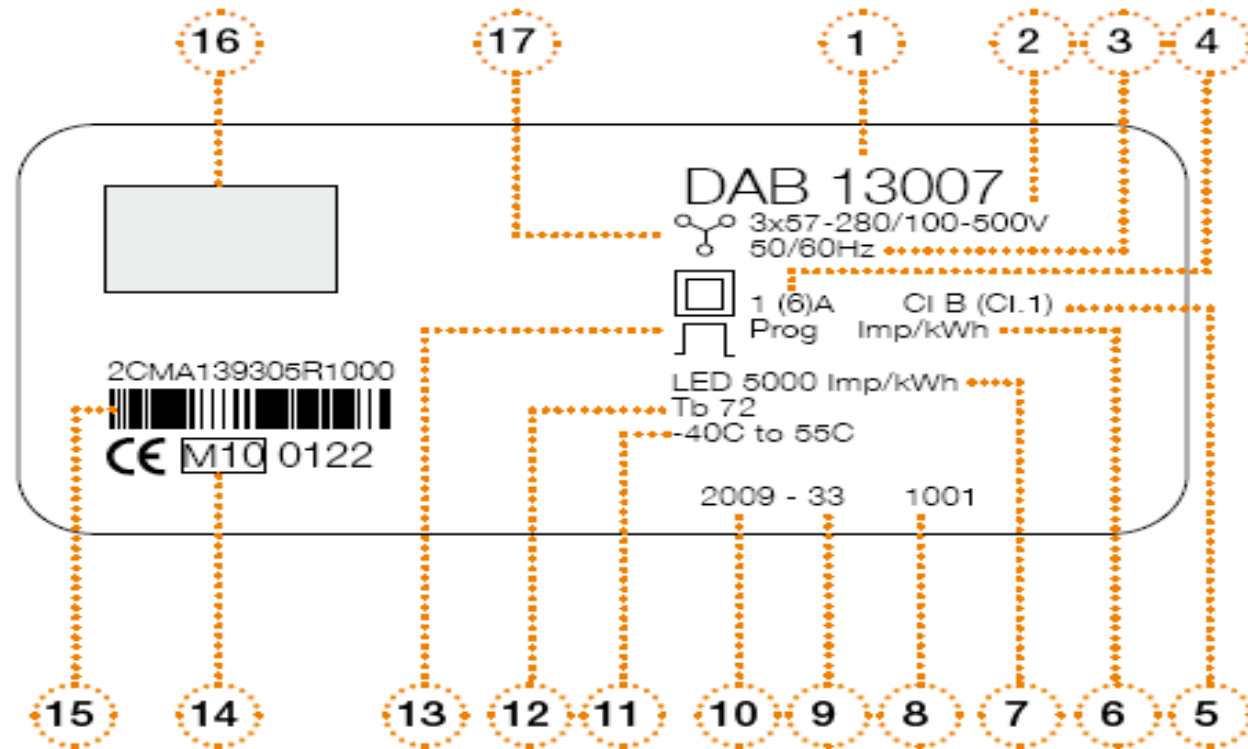 16 17 1 2 3 4
DAB 13007
3x57-280/100-500V
50/60Hz
1 (6)A Cl B (Cl.1)
Prog Imp/kWh
2CMA139305R1000
LED 5000 Imp/kWh
Tb 72
-40C to 55C
CE M10 0122
2009 - 33 1001
15 14 13 12 11 10 9 8 7 6 5